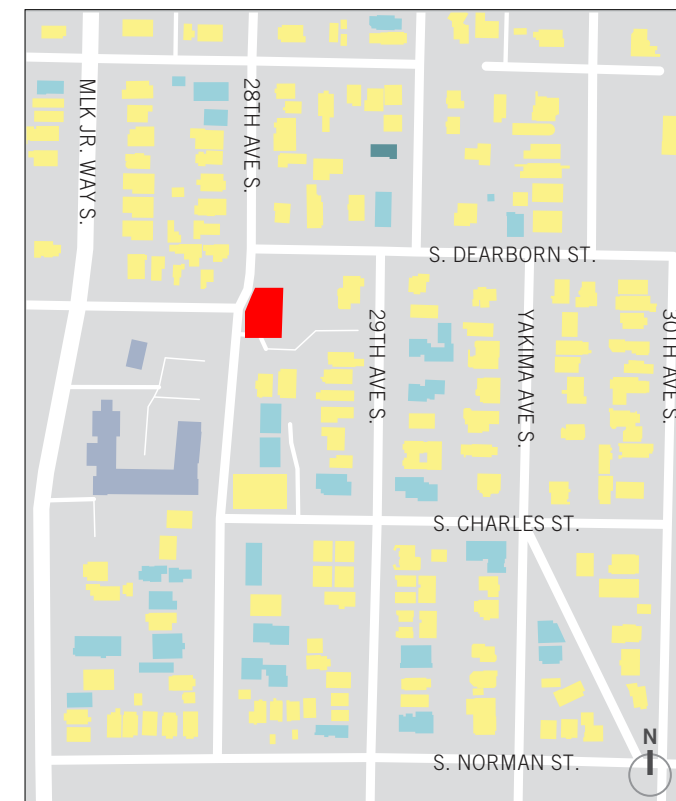 MLK JR. WAY S.
28TH AVE S.
S. DEARBORN ST.
29TH AVE S.
YAKIMA AVE S.
30TH AVE S.
S. CHARLES ST.
N
S. NORMAN ST.